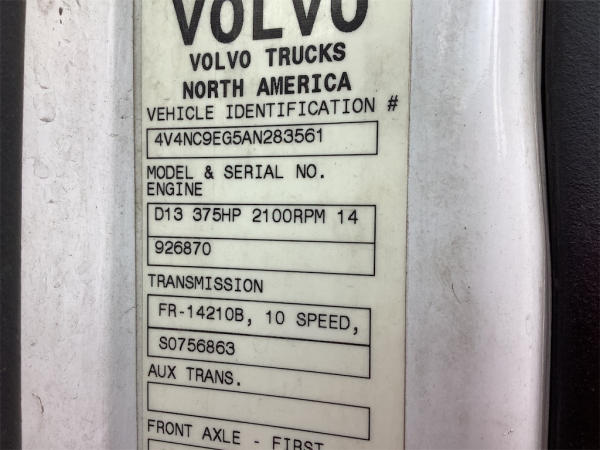 VOLVO
VOLVO TRUCKS
NORTH AMERICA
VEHICLE IDENTIFICATION #
4V4NC9EG5AN283561
MODEL & SERIAL NO.
ENGINE
D13 375HP 2100RPM 14
926870
TRANSMISSION
FR-14210B, 10 SPEED,
S0756863
AUX TRANS.
FRONT AXLE - FIRST